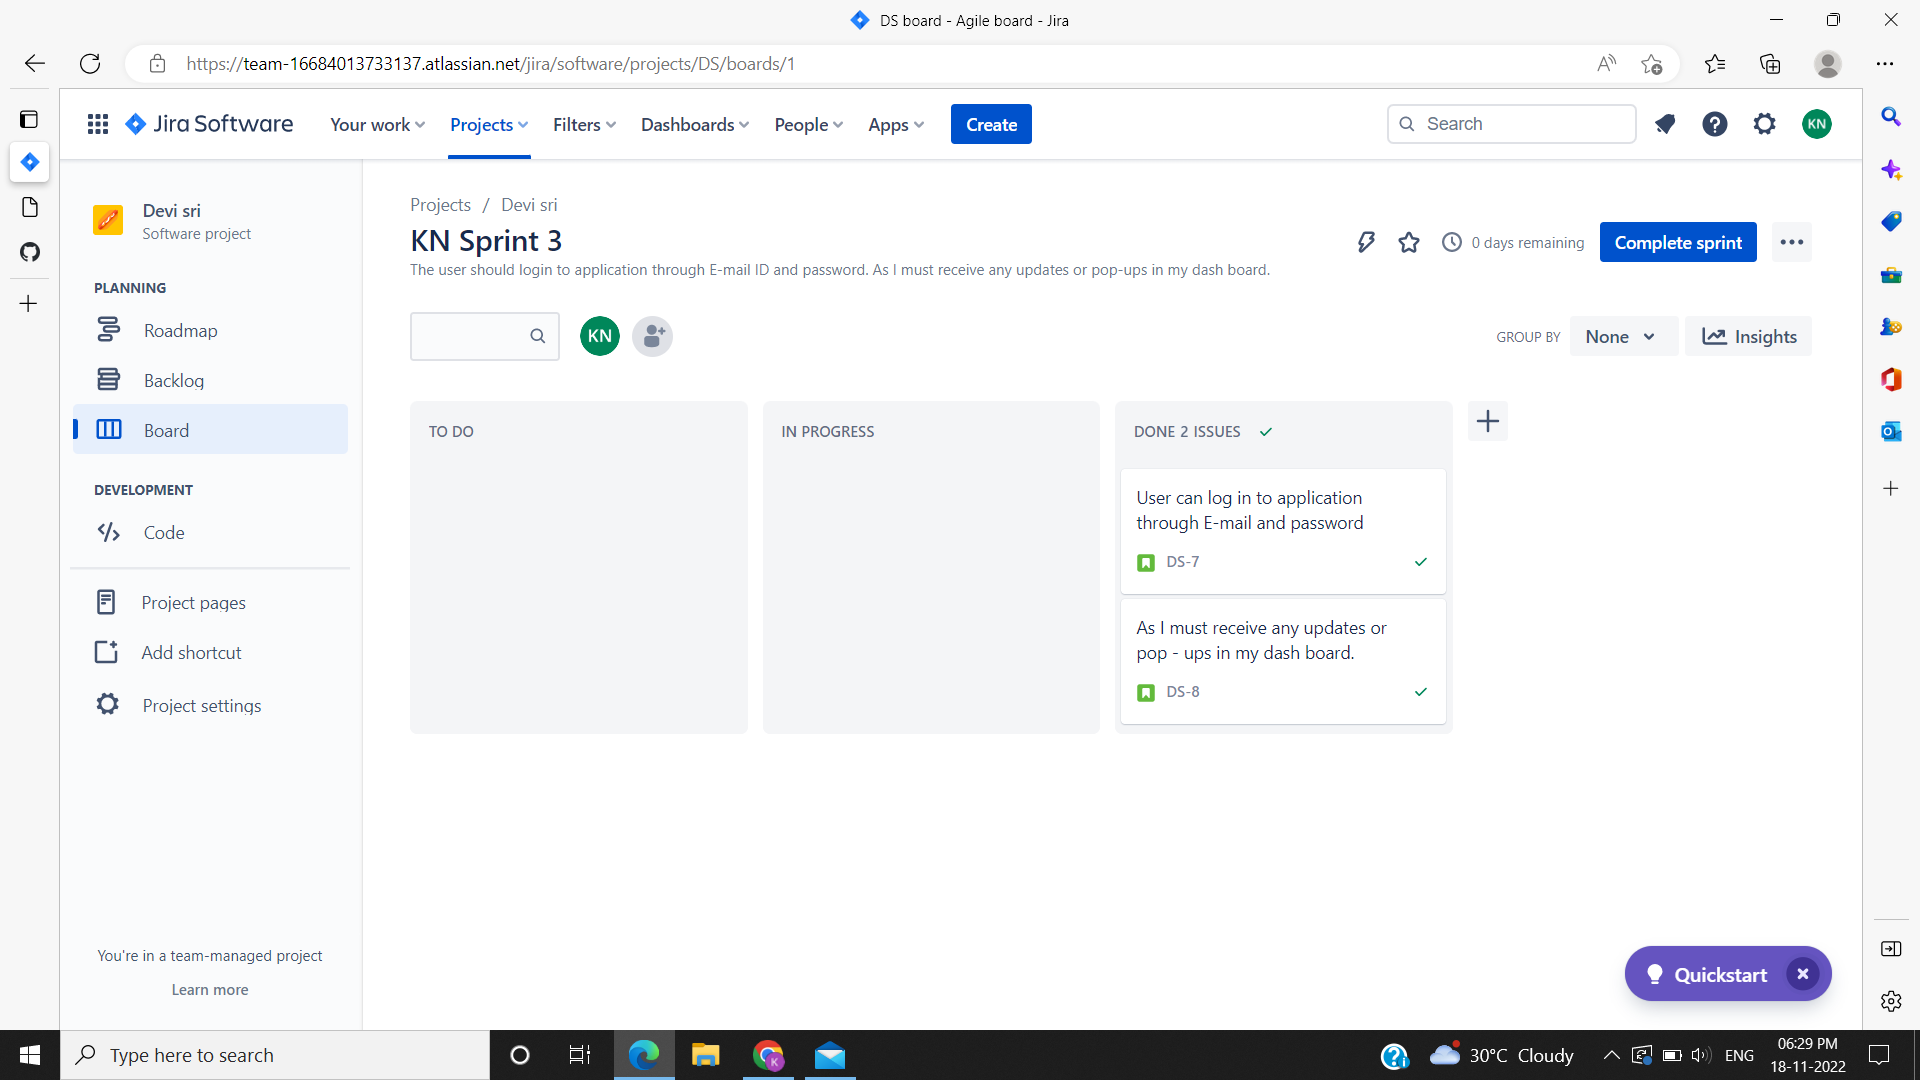 DS board - Agile board - Jira
https://team-16684013733137.atlassian.net/jira/software/projects/DS/boards/1
Jira Software
Your work
Projects
Filters
Dashboards
People
Apps
Create
Search
KN
Devi sri
Software project
PLANNING
Roadmap
Backlog
Board
DEVELOPMENT
Code
Project pages
Add shortcut
Project settings
You're in a team-managed project
Learn more
Projects / Devi sri
KN Sprint 3
0 days remaining
Complete sprint
The user should login to application through E-mail ID and password. As I must receive any updates or pop-ups in my dash board.
KN
GROUP BY
None
Insights
TO DO
IN PROGRESS
DONE 2 ISSUES
User can log in to application
through E-mail and password
DS-7
As I must receive any updates or
pop - ups in my dash board.
DS-8
Quickstart
Type here to search
K
30°C Cloudy
ENG
06:29 PM
18-11-2022